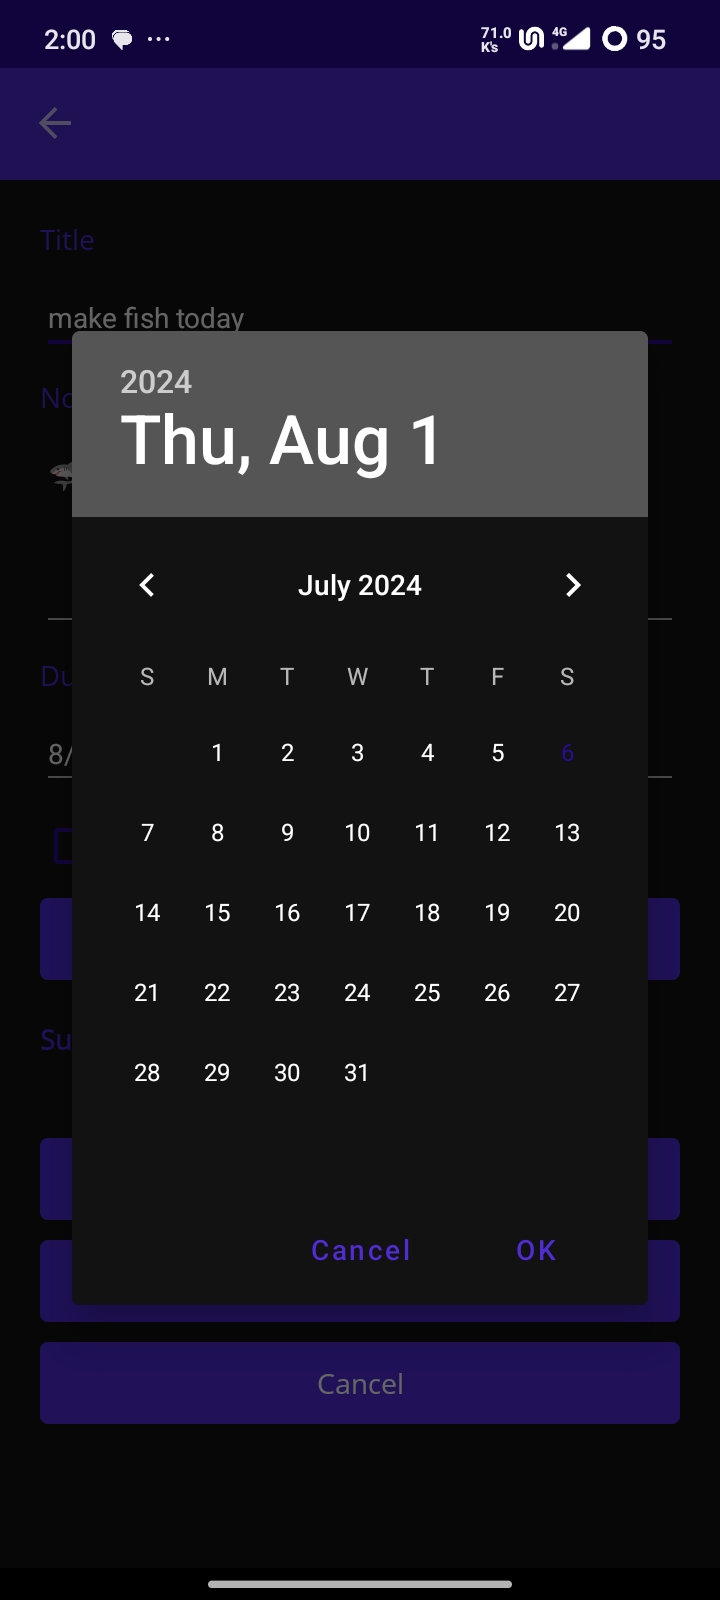 2:00 ... 71.0 K's 4G 95
Title
make fish today
2024
Thu, Aug 1
July 2024
S M T W T F S
1 2 3 4 5 6
7 8 9 10 11 12 13
14 15 16 17 18 19 20
21 22 23 24 25 26 27
28 29 30 31
8/
Cancel OK
Cancel